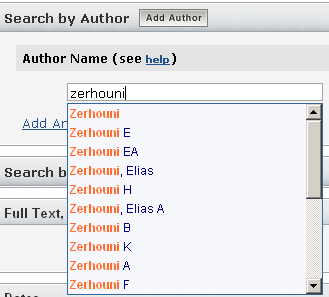 Search by Author Add Author
Author Name (see help)
zerhouni
Zerhouni
Zerhouni E
Zerhouni EA
Zerhouni, Elias
Zerhouni H
Zerhouni, Elias A
Zerhouni B
Zerhouni K
Zerhouni A
Zerhouni F
Add An
Search b
Full Text,